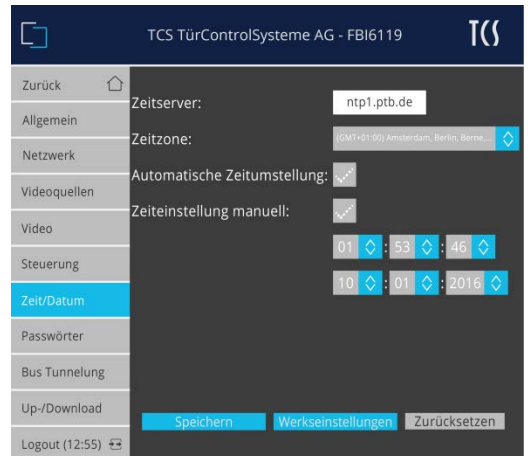 TCS TürControlSysteme AG - FBI6119
TCS
Zurück
Allgemein
Netzwerk
Videoquellen
Video
Steuerung
Zeit/Datum
Passwörter
Bus Tunnelung
Up-/Download
Logout (12:55)
Zeitserver: ntp1.ptb.de
Zeitzone: (GMT+01:00) Amsterdam, Berlin, Berne,...
Automatische Zeitumstellung:
Zeiteinstellung manuell:
01 : 53 : 46
10 : 01 : 2016
Speichern Werkseinstellungen Zurücksetzen